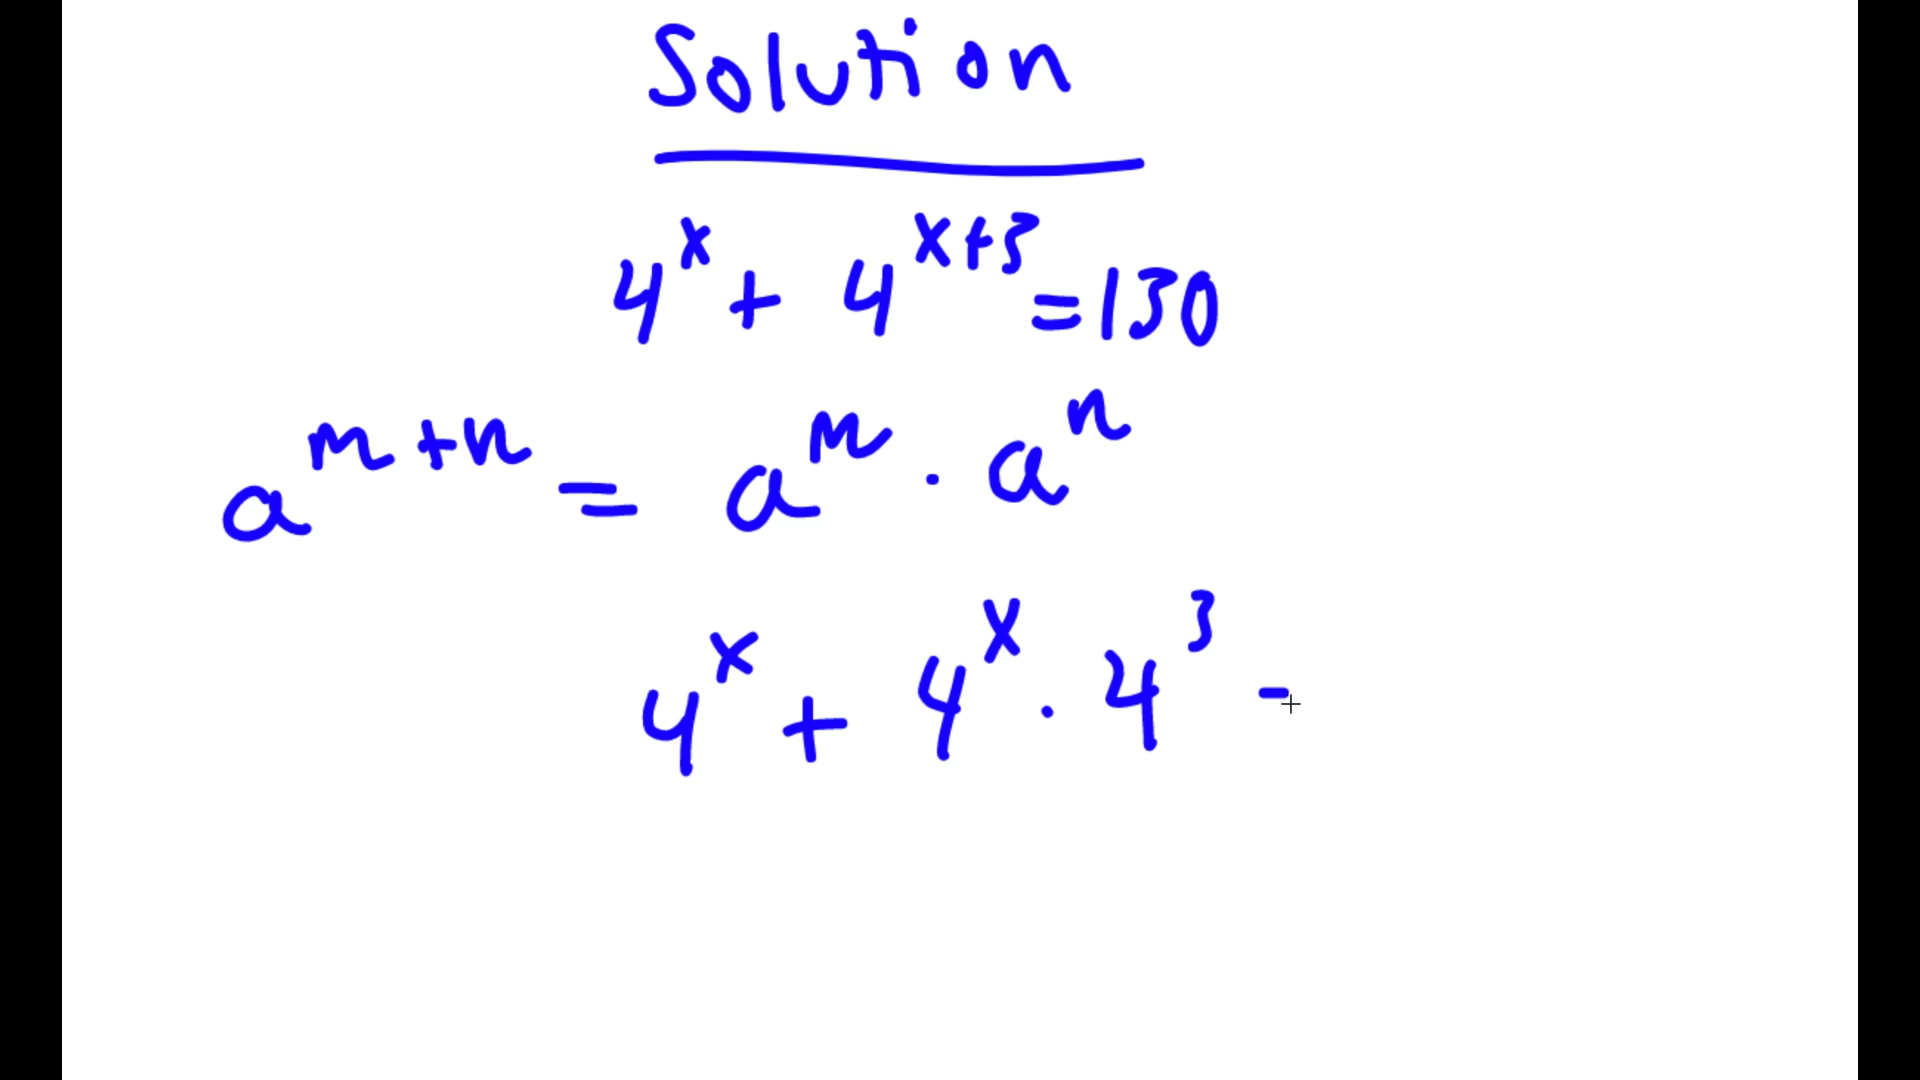 Solution
4^x + 4^{x+3} = 130
a^{m+n} = a^m · a^n
4^x + 4^x · 4^3 -